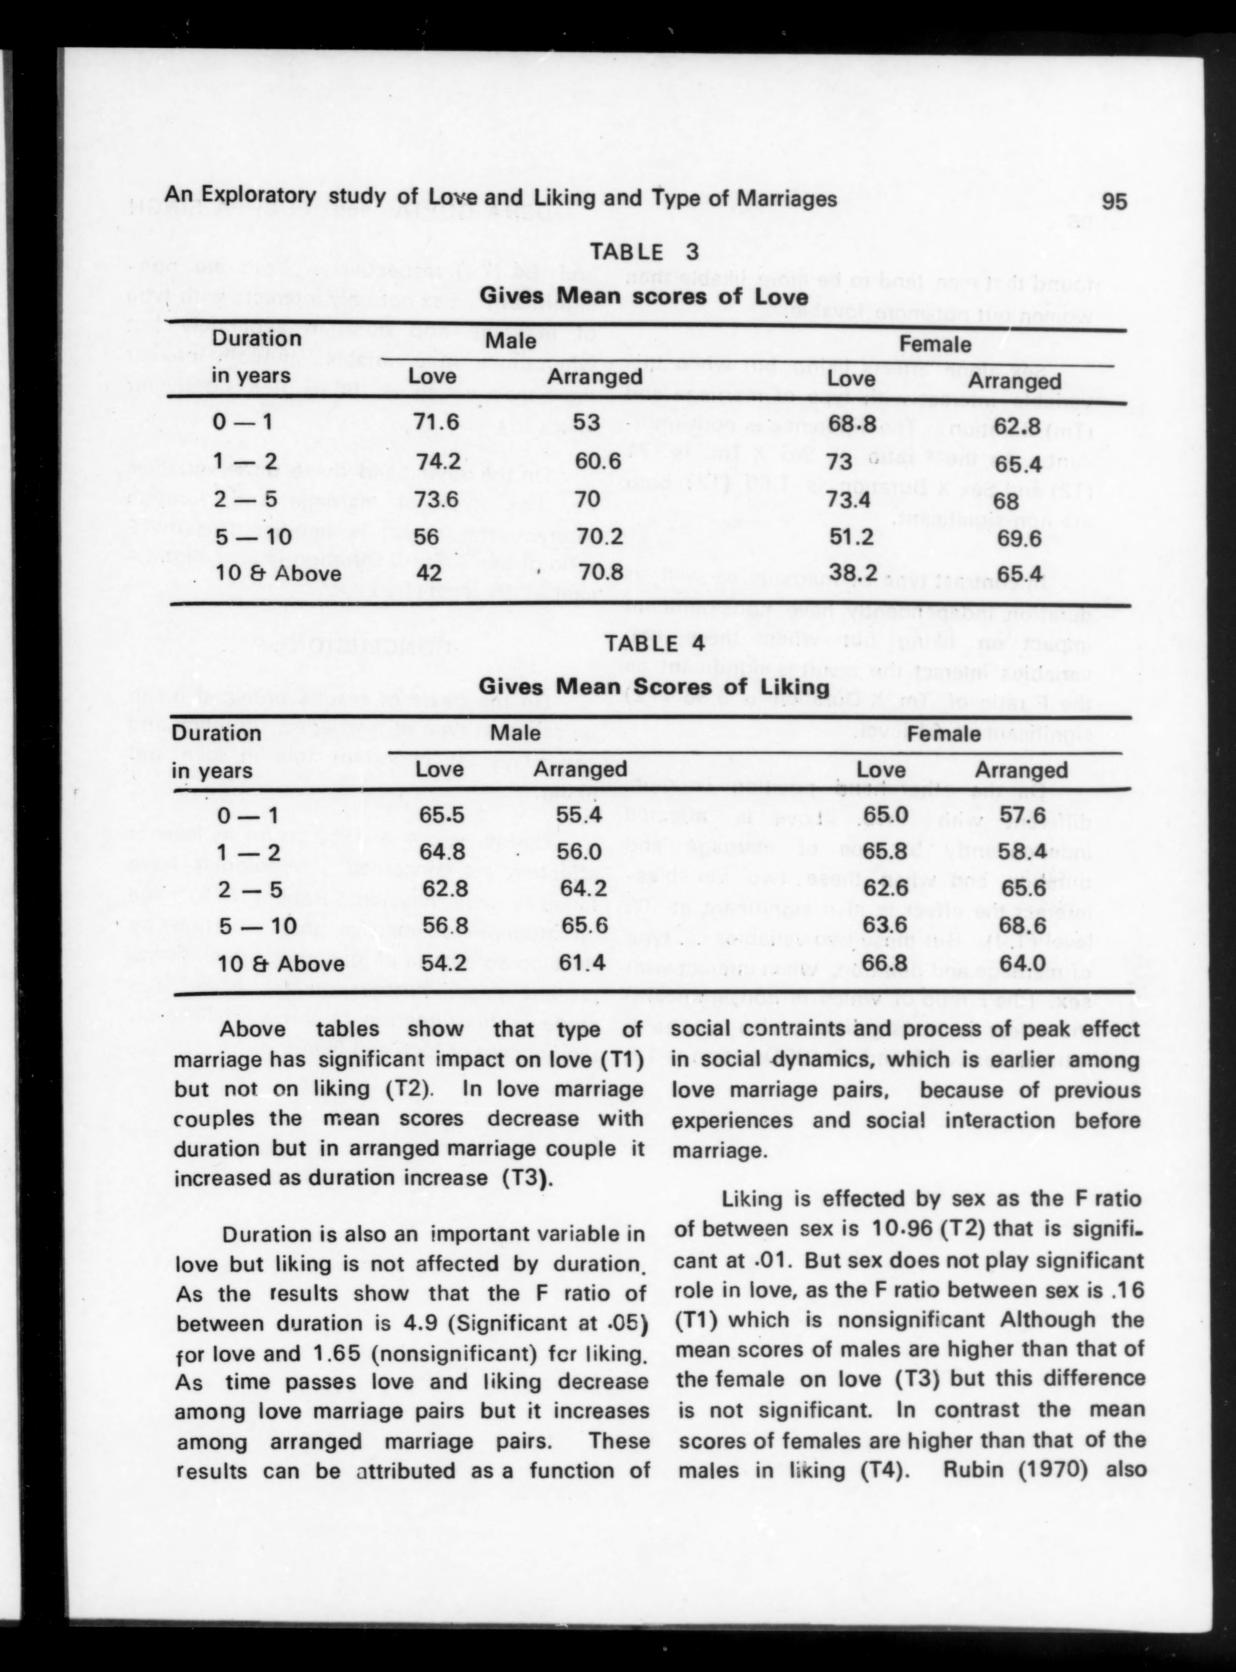 An Exploratory study of Love and Liking and Type of Marriages 95
TABLE 3
Gives Mean scores of Love
Duration Male Female
in years Love Arranged Love Arranged
0 — 1 71.6 53 68·8 62.8
1 — 2 74.2 60.6 73 65.4
2 — 5 73.6 70 73.4 68
5 — 10 56 70.2 51.2 69.6
10 & Above 42 70.8 38.2 65.4
TABLE 4
Gives Mean Scores of Liking
Duration Male Female
in years Love Arranged Love Arranged
0 — 1 65.5 55.4 65.0 57.6
1 — 2 64.8 56.0 65.8 58.4
2 — 5 62.8 64.2 62.6 65.6
5 — 10 56.8 65.6 63.6 68.6
10 & Above 54.2 61.4 66.8 64.0
Above tables show that type of
marriage has significant impact on love (T1)
but not on liking (T2). In love marriage
couples the mean scores decrease with
duration but in arranged marriage couple it
increased as duration increase (T3).
Duration is also an important variable in
love but liking is not affected by duration.
As the results show that the F ratio of
between duration is 4.9 (Significant at ·05)
for love and 1.65 (nonsignificant) for liking.
As time passes love and liking decrease
among love marriage pairs but it increases
among arranged marriage pairs. These
results can be attributed as a function of
social contraints and process of peak effect
in social dynamics, which is earlier among
love marriage pairs, because of previous
experiences and social interaction before
marriage.
Liking is effected by sex as the F ratio
of between sex is 10·96 (T2) that is signifi-
cant at ·01. But sex does not play significant
role in love, as the F ratio between sex is .16
(T1) which is nonsignificant Although the
mean scores of males are higher than that of
the female on love (T3) but this difference
is not significant. In contrast the mean
scores of females are higher than that of the
males in liking (T4). Rubin (1970) also